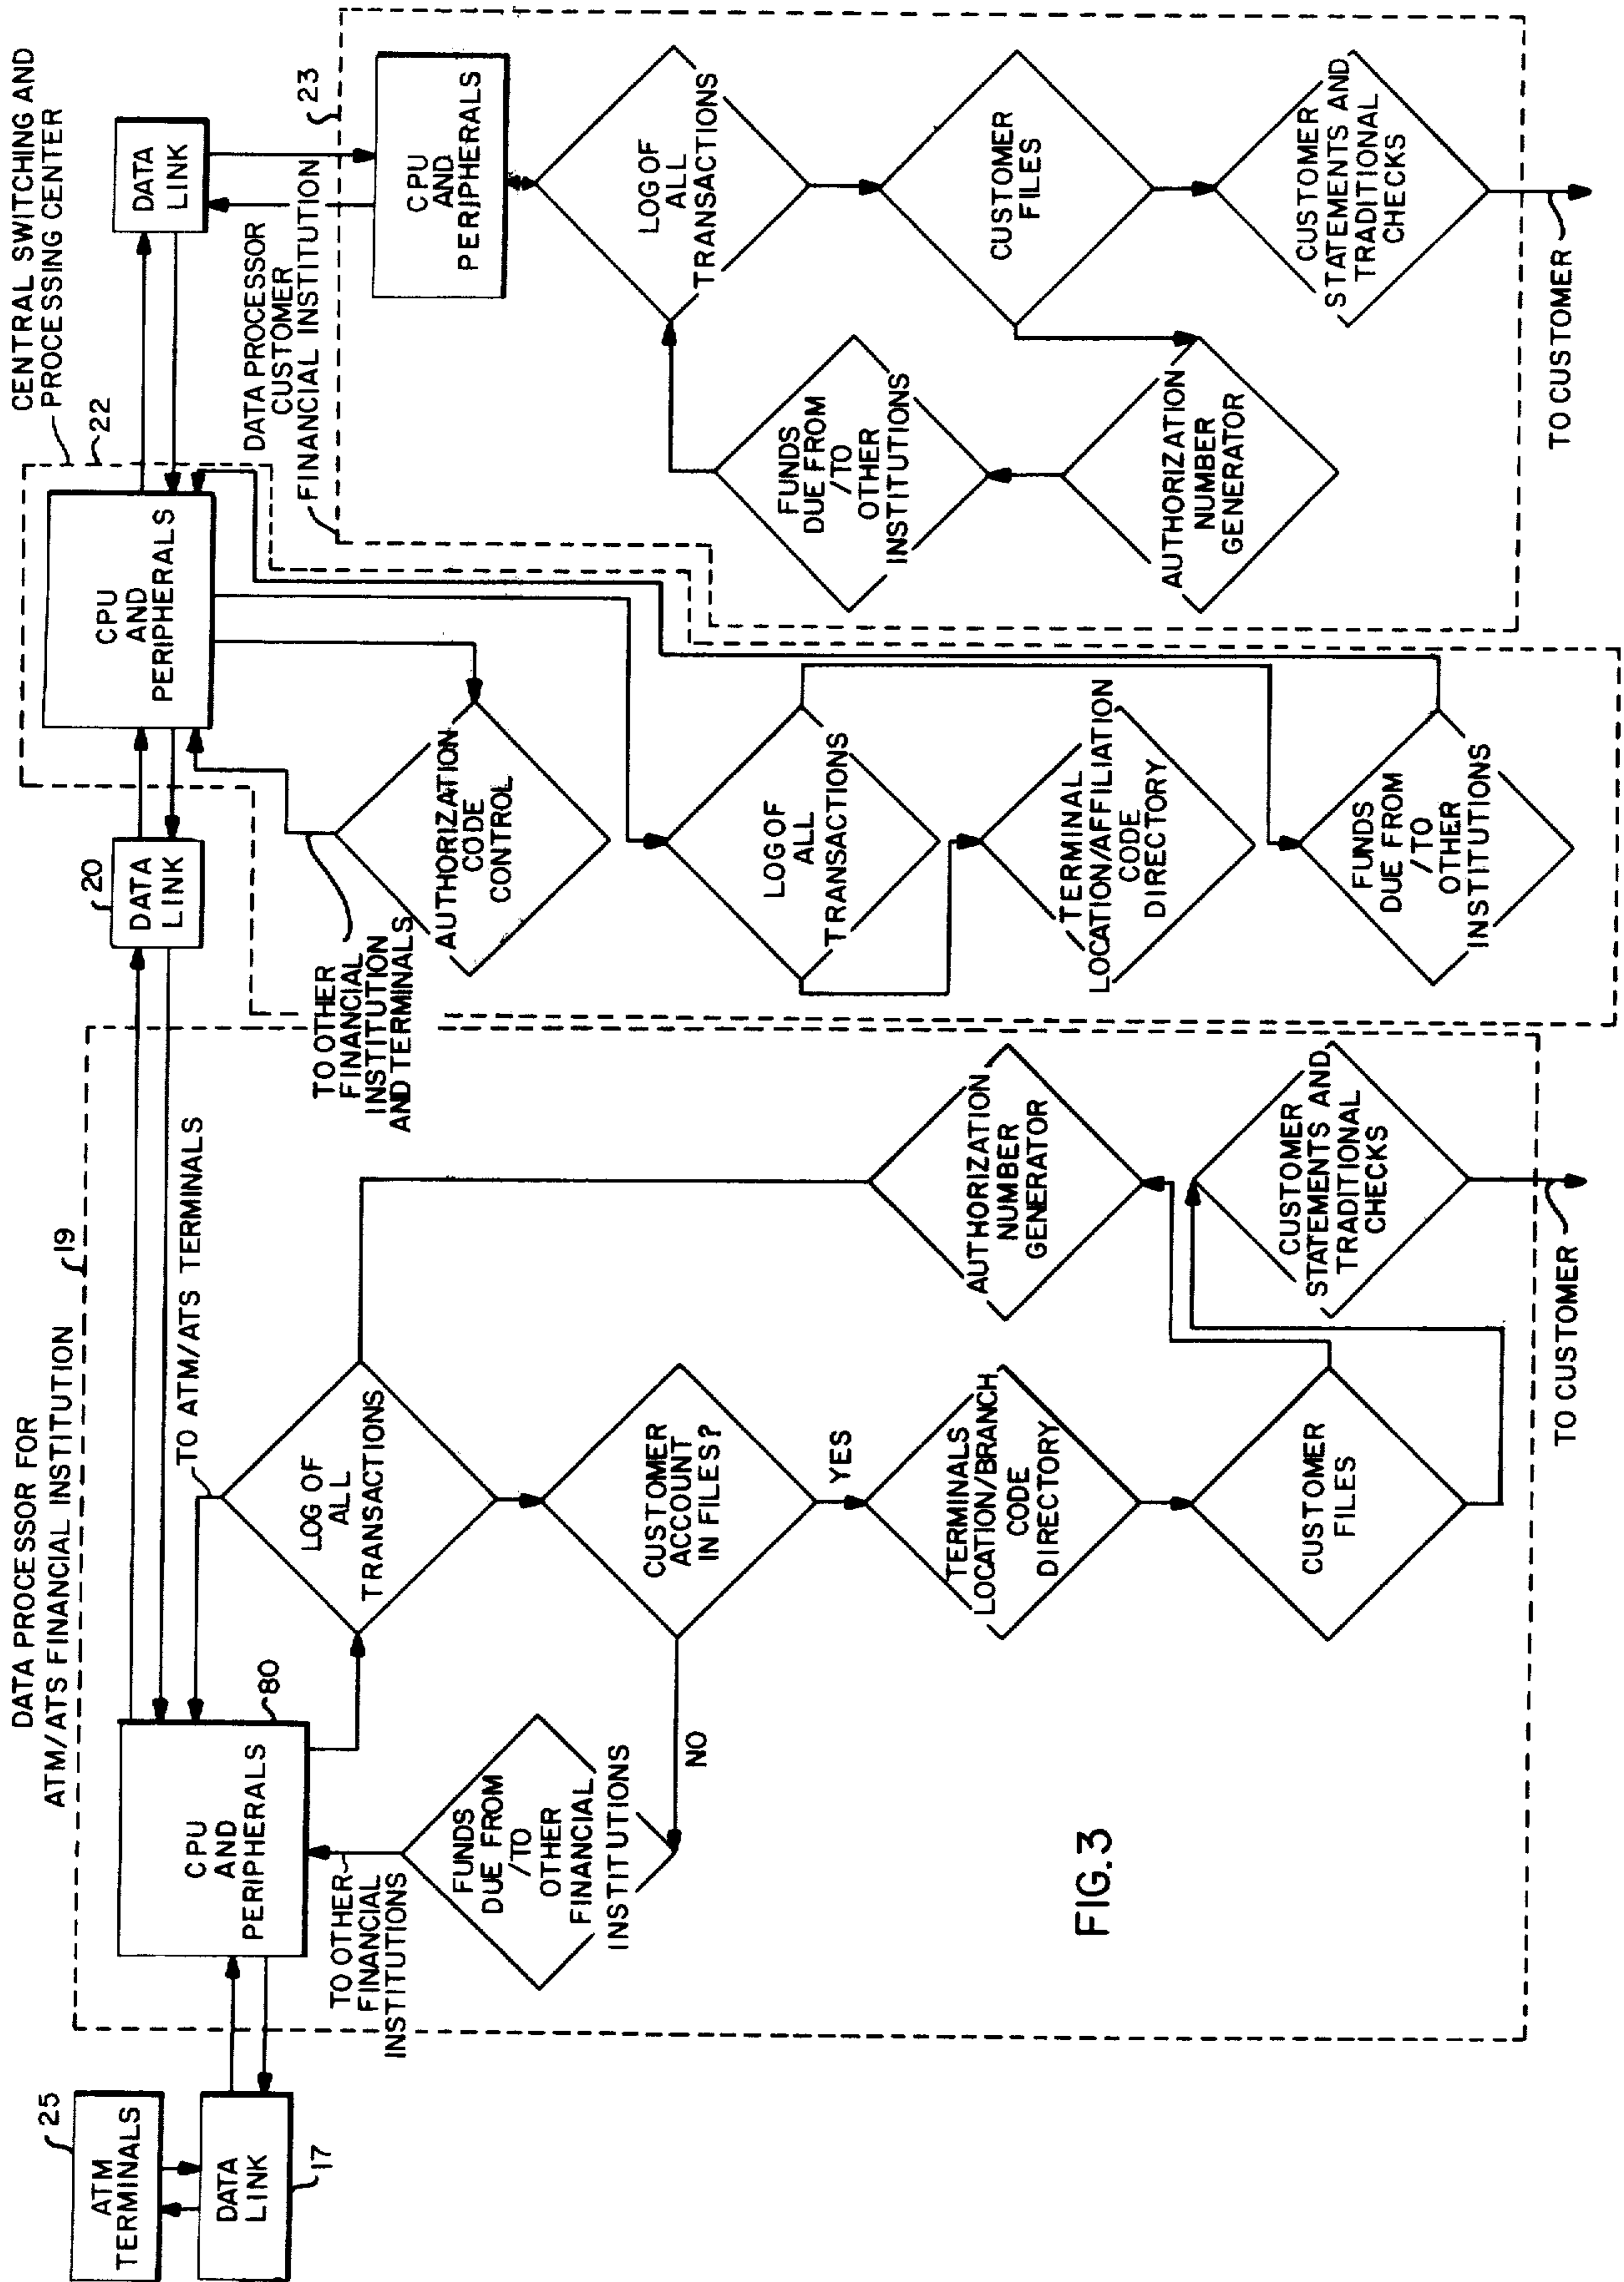 25
ATM
TERMINALS
DATA
LINK
17
DATA PROCESSOR FOR
ATM/ATS FINANCIAL INSTITUTION
19
CPU
AND
PERIPHERALS
80
TO ATM/ATS TERMINALS
TO OTHER
FINANCIAL
INSTITUTIONS
FUNDS
DUE FROM
/TO
OTHER
FINANCIAL
INSTITUTIONS
NO
LOG OF
ALL
TRANSACTIONS
CUSTOMER
ACCOUNT
IN FILES?
YES
TERMINALS
LOCATION/BRANCH
CODE
DIRECTORY
CUSTOMER
FILES
AUTHORIZATION
NUMBER
GENERATOR
CUSTOMER
STATEMENTS AND
TRADITIONAL
CHECKS
TO CUSTOMER
20
DATA
LINK
CENTRAL SWITCHING AND
PROCESSING CENTER
22
CPU
AND
PERIPHERALS
TO OTHER
FINANCIAL
INSTITUTION
AND TERMINALS
AUTHORIZATION
CODE
CONTROL
LOG OF
ALL
TRANSACTIONS
TERMINAL
LOCATION/AFFILIATION
CODE
DIRECTORY
FUNDS
DUE FROM
/TO
OTHER
INSTITUTIONS
DATA
LINK
DATA PROCESSOR
CUSTOMER
FINANCIAL INSTITUTION
23
CPU
AND
PERIPHERALS
LOG OF
ALL
TRANSACTIONS
FUNDS
DUE FROM
/TO
OTHER
INSTITUTIONS
CUSTOMER
FILES
AUTHORIZATION
NUMBER
GENERATOR
CUSTOMER
STATEMENTS AND
TRADITIONAL
CHECKS
TO CUSTOMER
FIG.3